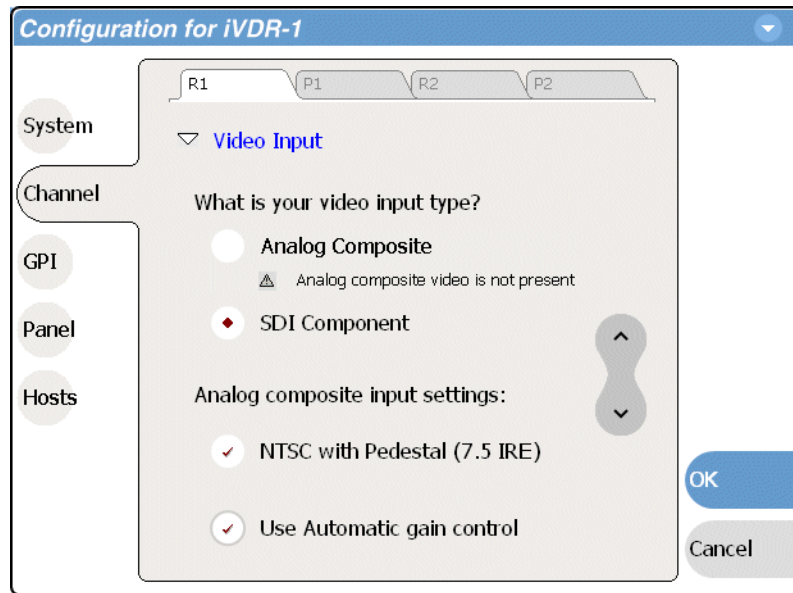 Configuration for iVDR-1
R1
P1
R2
P2
System
Channel
GPI
Panel
Hosts
Video Input
What is your video input type?
Analog Composite
Analog composite video is not present
SDI Component
Analog composite input settings:
NTSC with Pedestal (7.5 IRE)
Use Automatic gain control
OK
Cancel